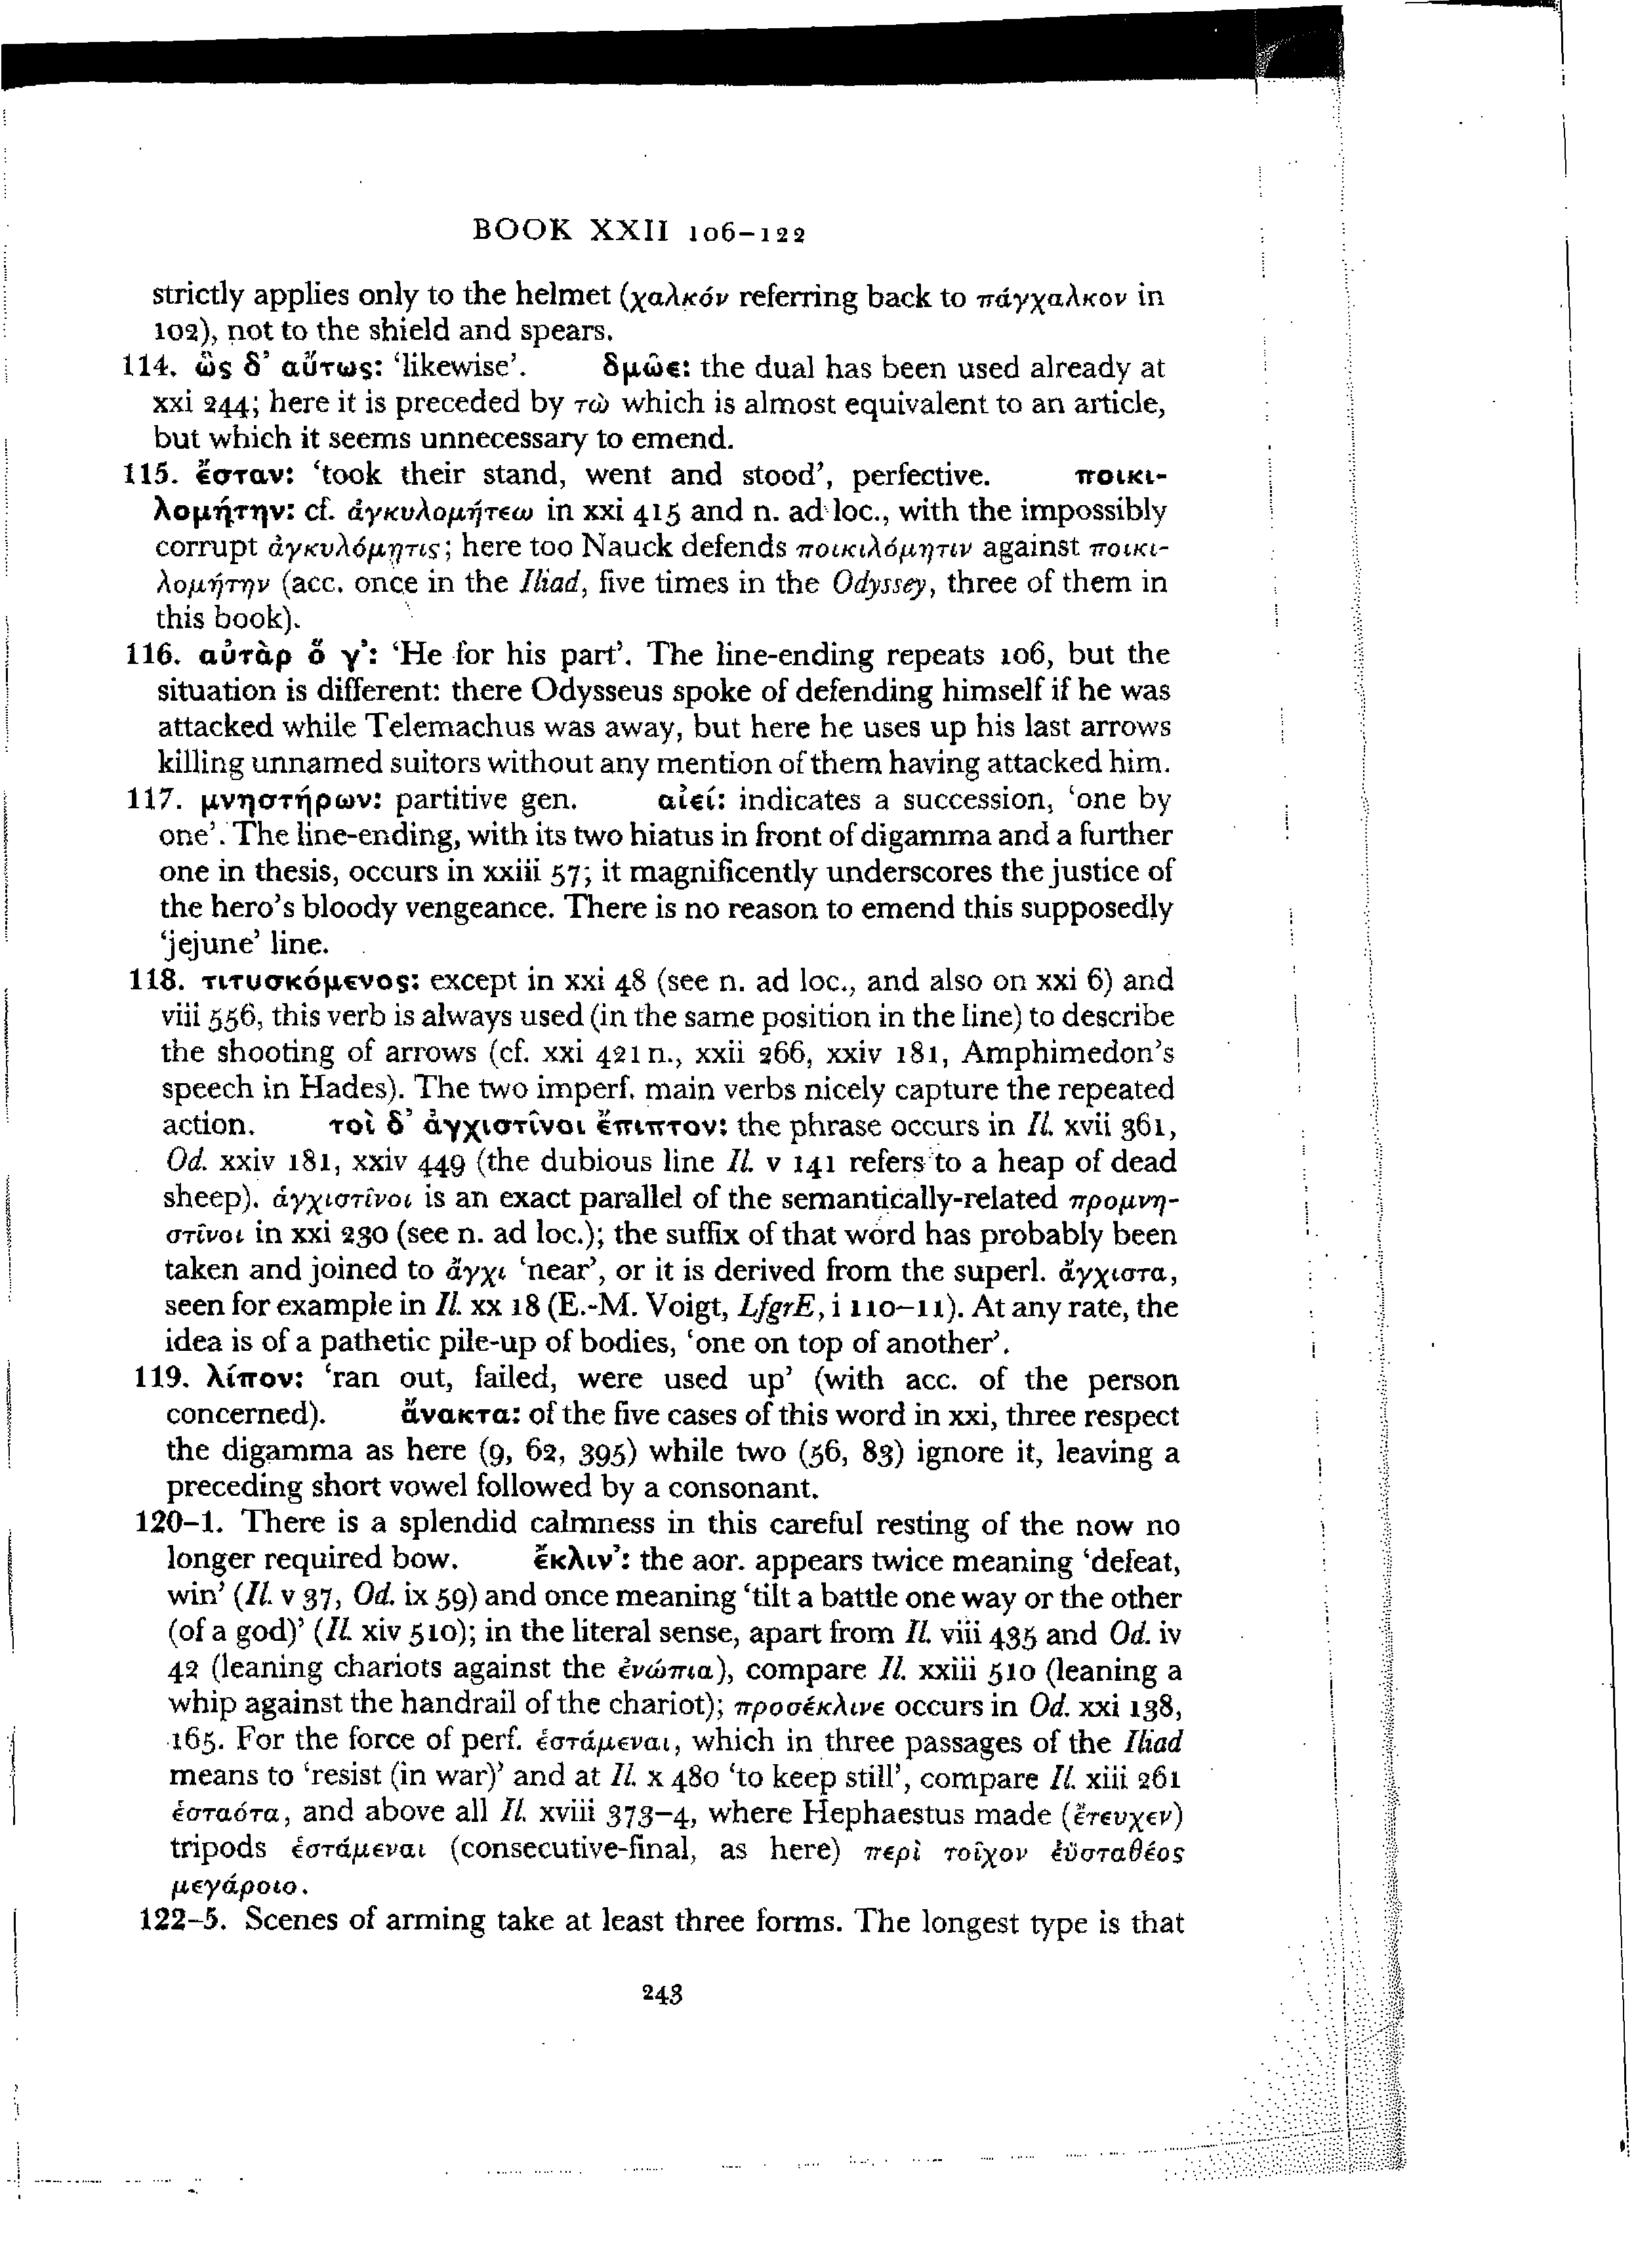 BOOK XXII 106–122
strictly applies only to the helmet (χαλκόν referring back to πάγχαλκον in
102), not to the shield and spears.
114. ὣς δ’ αὔτως: ‘likewise’. δμῶε: the dual has been used already at
xxi 244; here it is preceded by τὼ which is almost equivalent to an article,
but which it seems unnecessary to emend.
115. ἔσταν: ‘took their stand, went and stood’, perfective. ποικι-
λομήτην: cf. ἀγκυλομήτεω in xxi 415 and n. ad loc., with the impossibly
corrupt ἀγκυλόμητις; here too Nauck defends ποικιλόμητιν against ποικι-
λομήτην (acc. once in the Iliad, five times in the Odyssey, three of them in
this book).
116. αὐτὰρ ὅ γ’: ‘He for his part’. The line-ending repeats 106, but the
situation is different: there Odysseus spoke of defending himself if he was
attacked while Telemachus was away, but here he uses up his last arrows
killing unnamed suitors without any mention of them having attacked him.
117. μνηστήρων: partitive gen. αἰεί: indicates a succession, ‘one by
one’. The line-ending, with its two hiatus in front of digamma and a further
one in thesis, occurs in xxiii 57; it magnificently underscores the justice of
the hero’s bloody vengeance. There is no reason to emend this supposedly
‘jejune’ line.
118. τιτυσκόμενος: except in xxi 48 (see n. ad loc., and also on xxi 6) and
viii 556, this verb is always used (in the same position in the line) to describe
the shooting of arrows (cf. xxi 421 n., xxii 266, xxiv 181, Amphimedon’s
speech in Hades). The two imperf. main verbs nicely capture the repeated
action. τοὶ δ’ ἀγχιστῖνοι ἔπιπτον: the phrase occurs in Il. xvii 361,
Od. xxiv 181, xxiv 449 (the dubious line Il. v 141 refers to a heap of dead
sheep). ἀγχιστῖνοι is an exact parallel of the semantically-related προμνη-
στῖνοι in xxi 230 (see n. ad loc.); the suffix of that word has probably been
taken and joined to ἄγχι ‘near’, or it is derived from the superl. ἄγχιστα,
seen for example in Il. xx 18 (E.-M. Voigt, LfgrE, i 110–11). At any rate, the
idea is of a pathetic pile-up of bodies, ‘one on top of another’.
119. λίπον: ‘ran out, failed, were used up’ (with acc. of the person
concerned). ἄνακτα: of the five cases of this word in xxi, three respect
the digamma as here (9, 62, 395) while two (56, 83) ignore it, leaving a
preceding short vowel followed by a consonant.
120–1. There is a splendid calmness in this careful resting of the now no
longer required bow. ἔκλιν’: the aor. appears twice meaning ‘defeat,
win’ (Il. v 37, Od. ix 59) and once meaning ‘tilt a battle one way or the other
(of a god)’ (Il. xiv 510); in the literal sense, apart from Il. viii 435 and Od. iv
42 (leaning chariots against the ἐνώπια), compare Il. xxiii 510 (leaning a
whip against the handrail of the chariot); προσέκλινε occurs in Od. xxi 138,
165. For the force of perf. ἑστάμεναι, which in three passages of the Iliad
means to ‘resist (in war)’ and at Il. x 480 ‘to keep still’, compare Il. xiii 261
ἑσταότα, and above all Il. xviii 373–4, where Hephaestus made (ἔτευχεν)
tripods ἑστάμεναι (consecutive-final, as here) περὶ τοῖχον ἐϋσταθέος
μεγάροιο.
122–5. Scenes of arming take at least three forms. The longest type is that
243